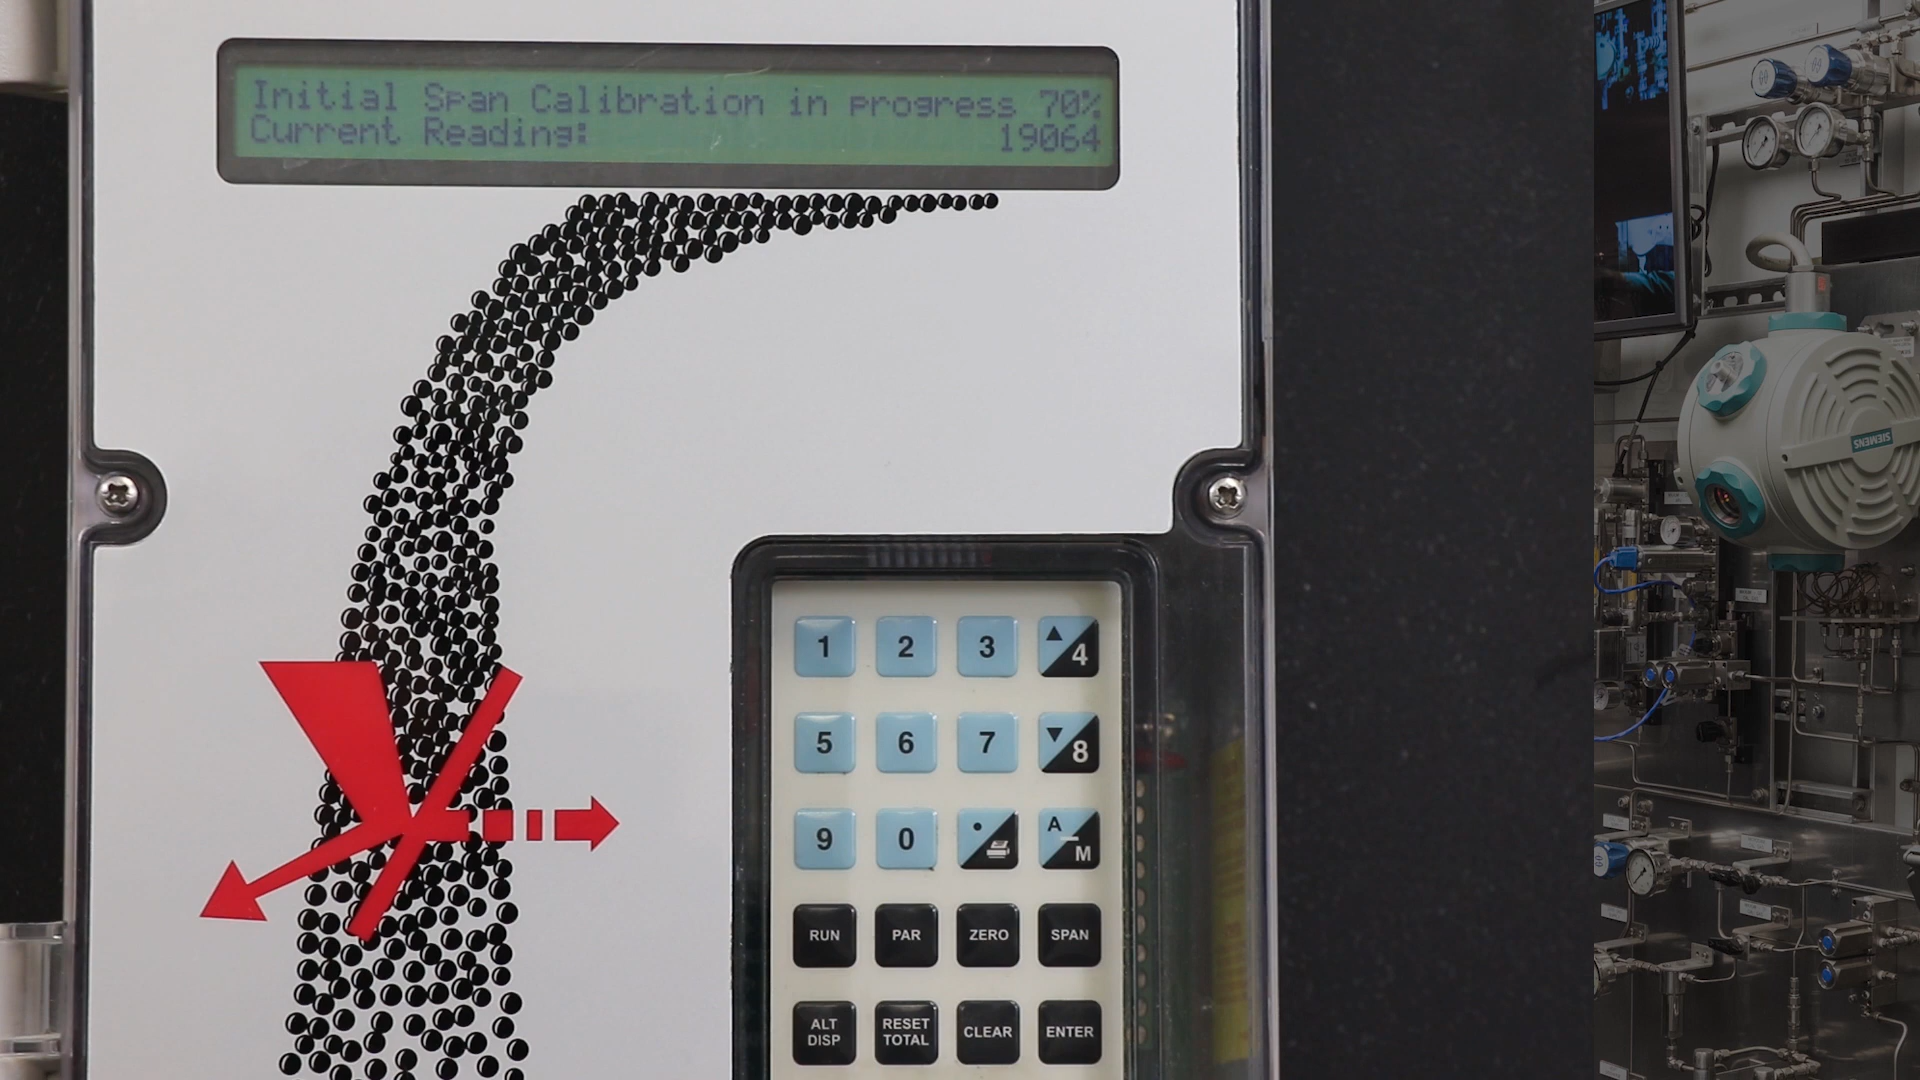 Initial Span Calibration in progress 70%
Current Reading: 19064
1 2 3 4
5 6 7 8
9 0 . A M
RUN PAR ZERO SPAN
ALT DISP RESET TOTAL CLEAR ENTER
SIEMENS